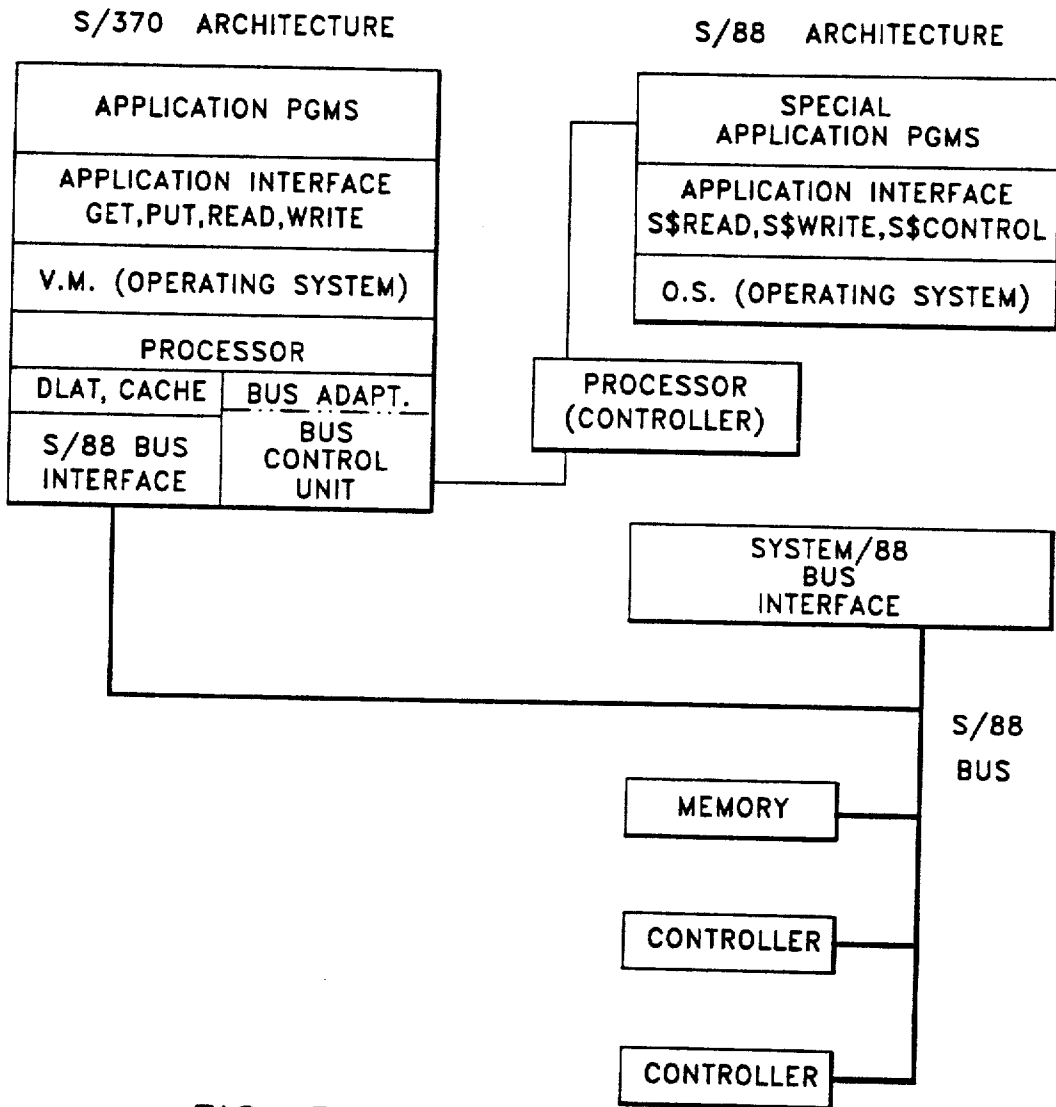 S/370 ARCHITECTURE
APPLICATION PGMS
APPLICATION INTERFACE
GET,PUT,READ,WRITE
V.M. (OPERATING SYSTEM)
PROCESSOR
DLAT, CACHE
BUS ADAPT.
S/88 BUS
INTERFACE
BUS
CONTROL
UNIT
S/88 ARCHITECTURE
SPECIAL
APPLICATION PGMS
APPLICATION INTERFACE
S$READ,S$WRITE,S$CONTROL
O.S. (OPERATING SYSTEM)
PROCESSOR
(CONTROLLER)
SYSTEM/88
BUS
INTERFACE
S/88
BUS
MEMORY
CONTROLLER
CONTROLLER